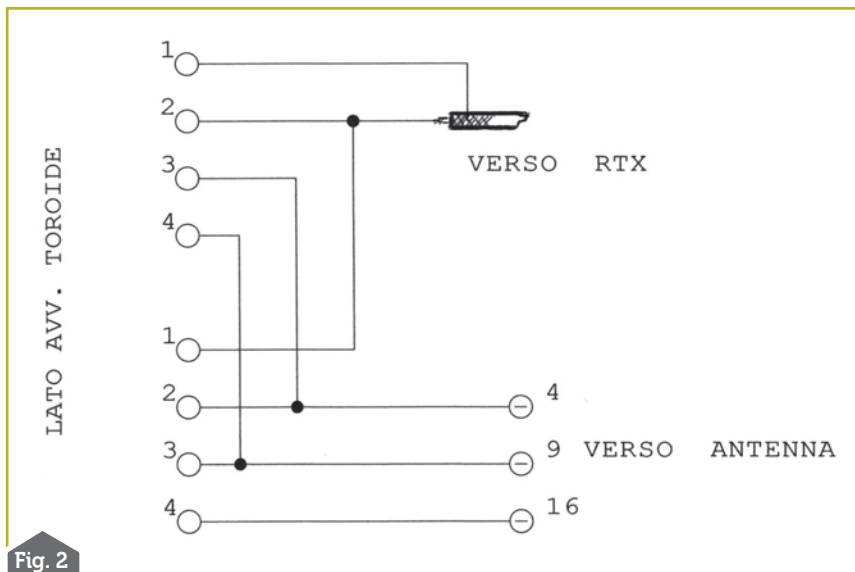 1
2
VERSO RTX
3
4
LATO AVV. TOROIDE
1
2
4
3
9 VERSO ANTENNA
4
16
Fig. 2